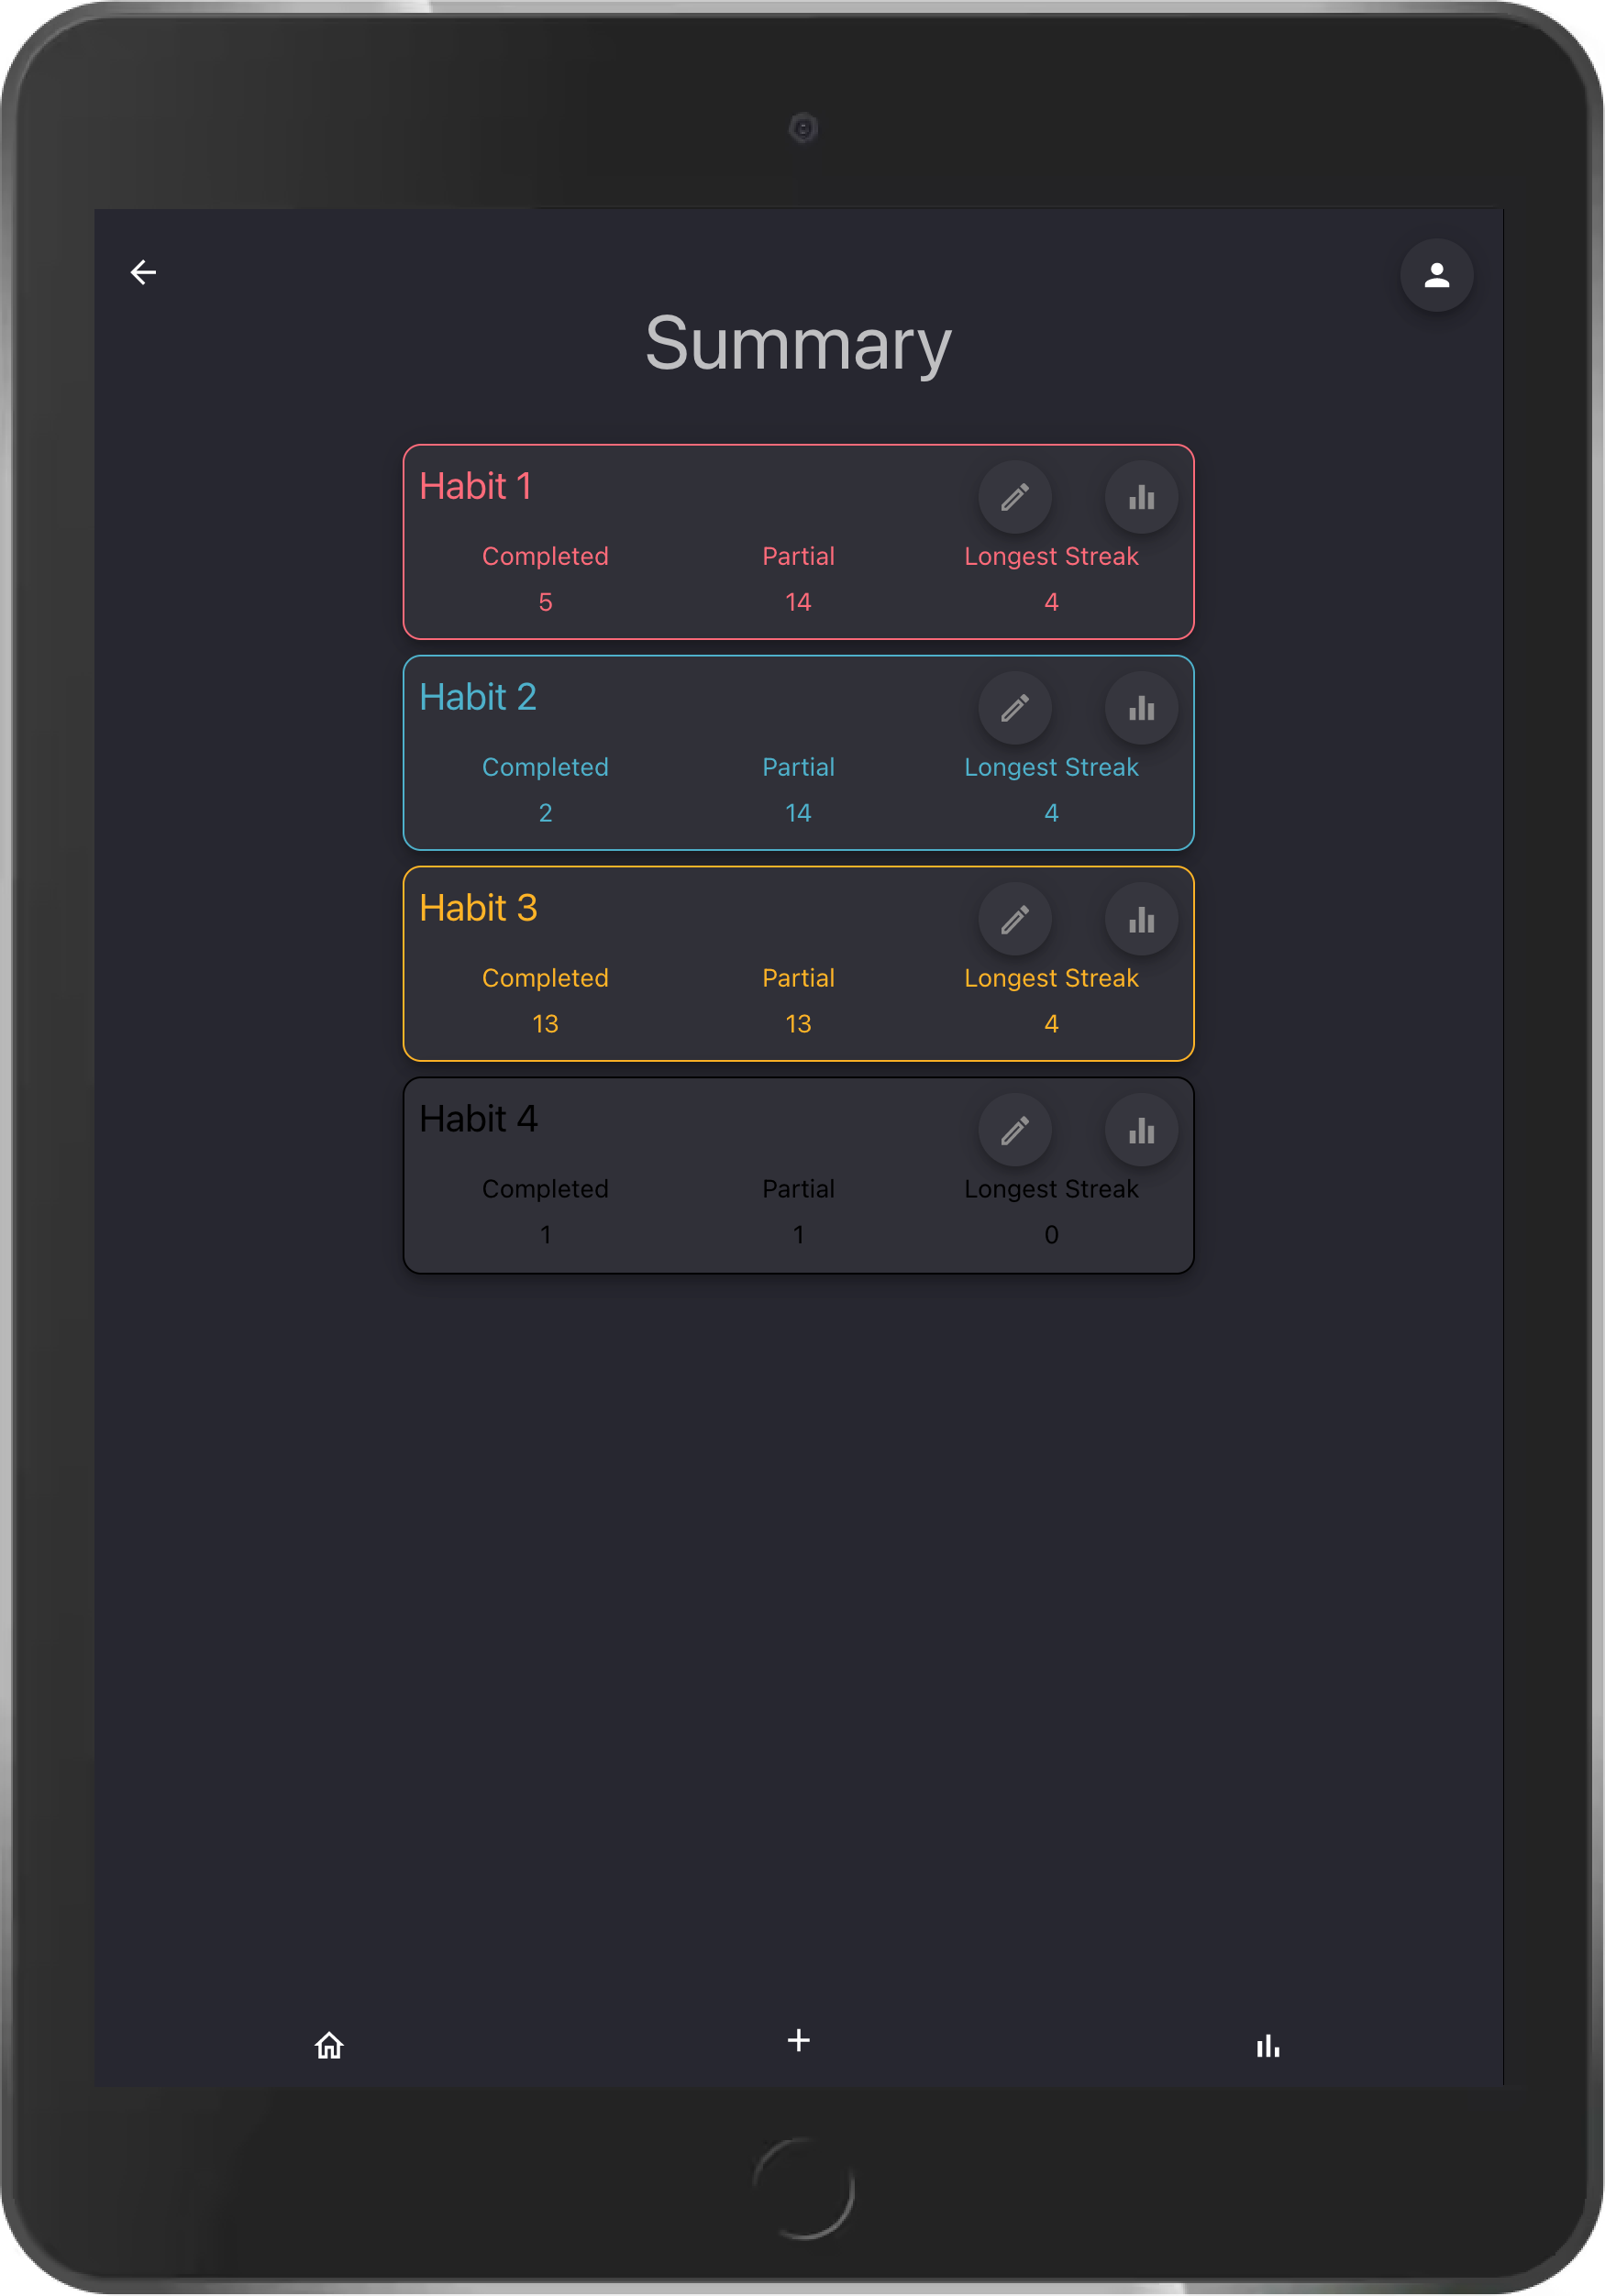 Summary
Habit 1
Completed Partial Longest Streak
5 14 4
Habit 2
Completed Partial Longest Streak
2 14 4
Habit 3
Completed Partial Longest Streak
13 13 4
Habit 4
Completed Partial Longest Streak
1 1 0